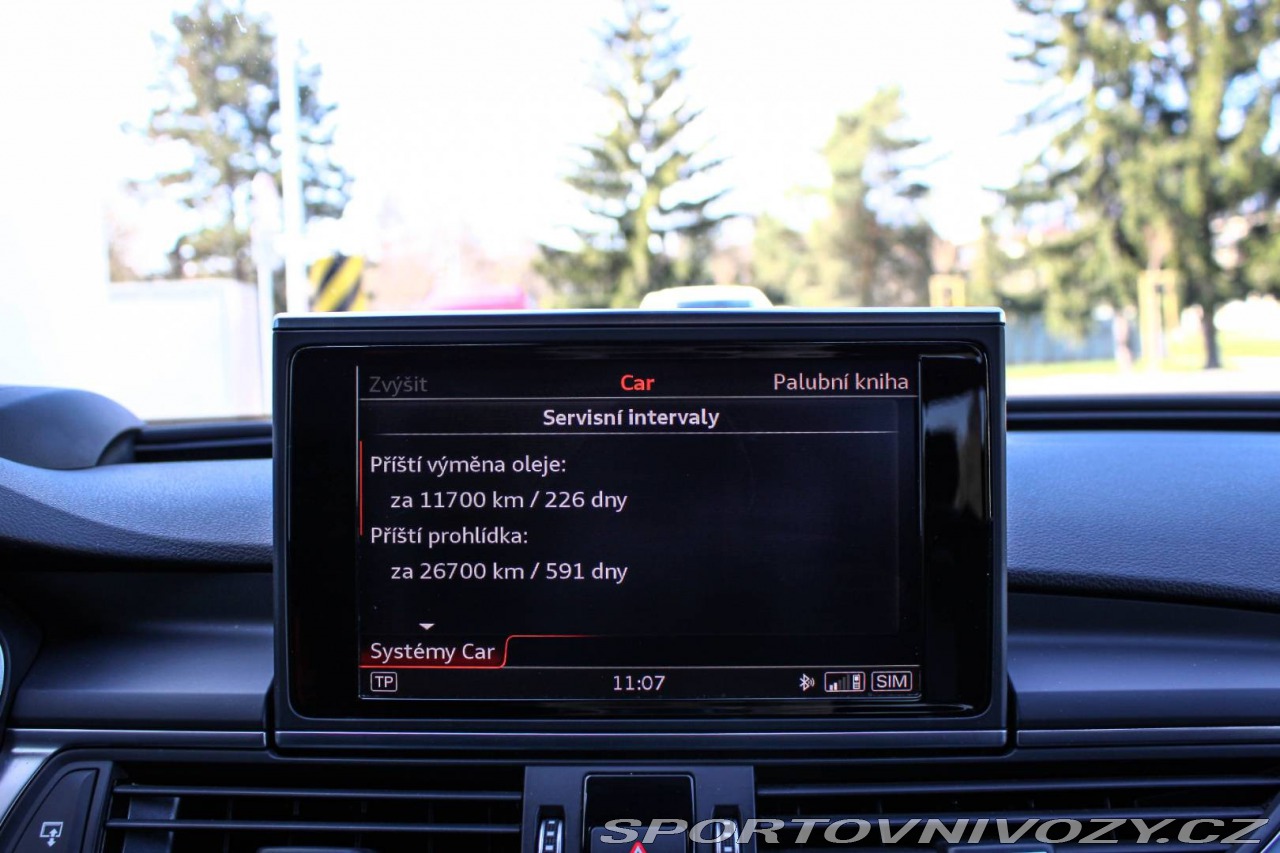 Zvýšit Car Palubní kniha
Servisní intervaly
Příští výměna oleje:
za 11700 km / 226 dny
Příští prohlídka:
za 26700 km / 591 dny
Systémy Car
TP 11:07 SIM
SPORTOVNIVOZY.CZ